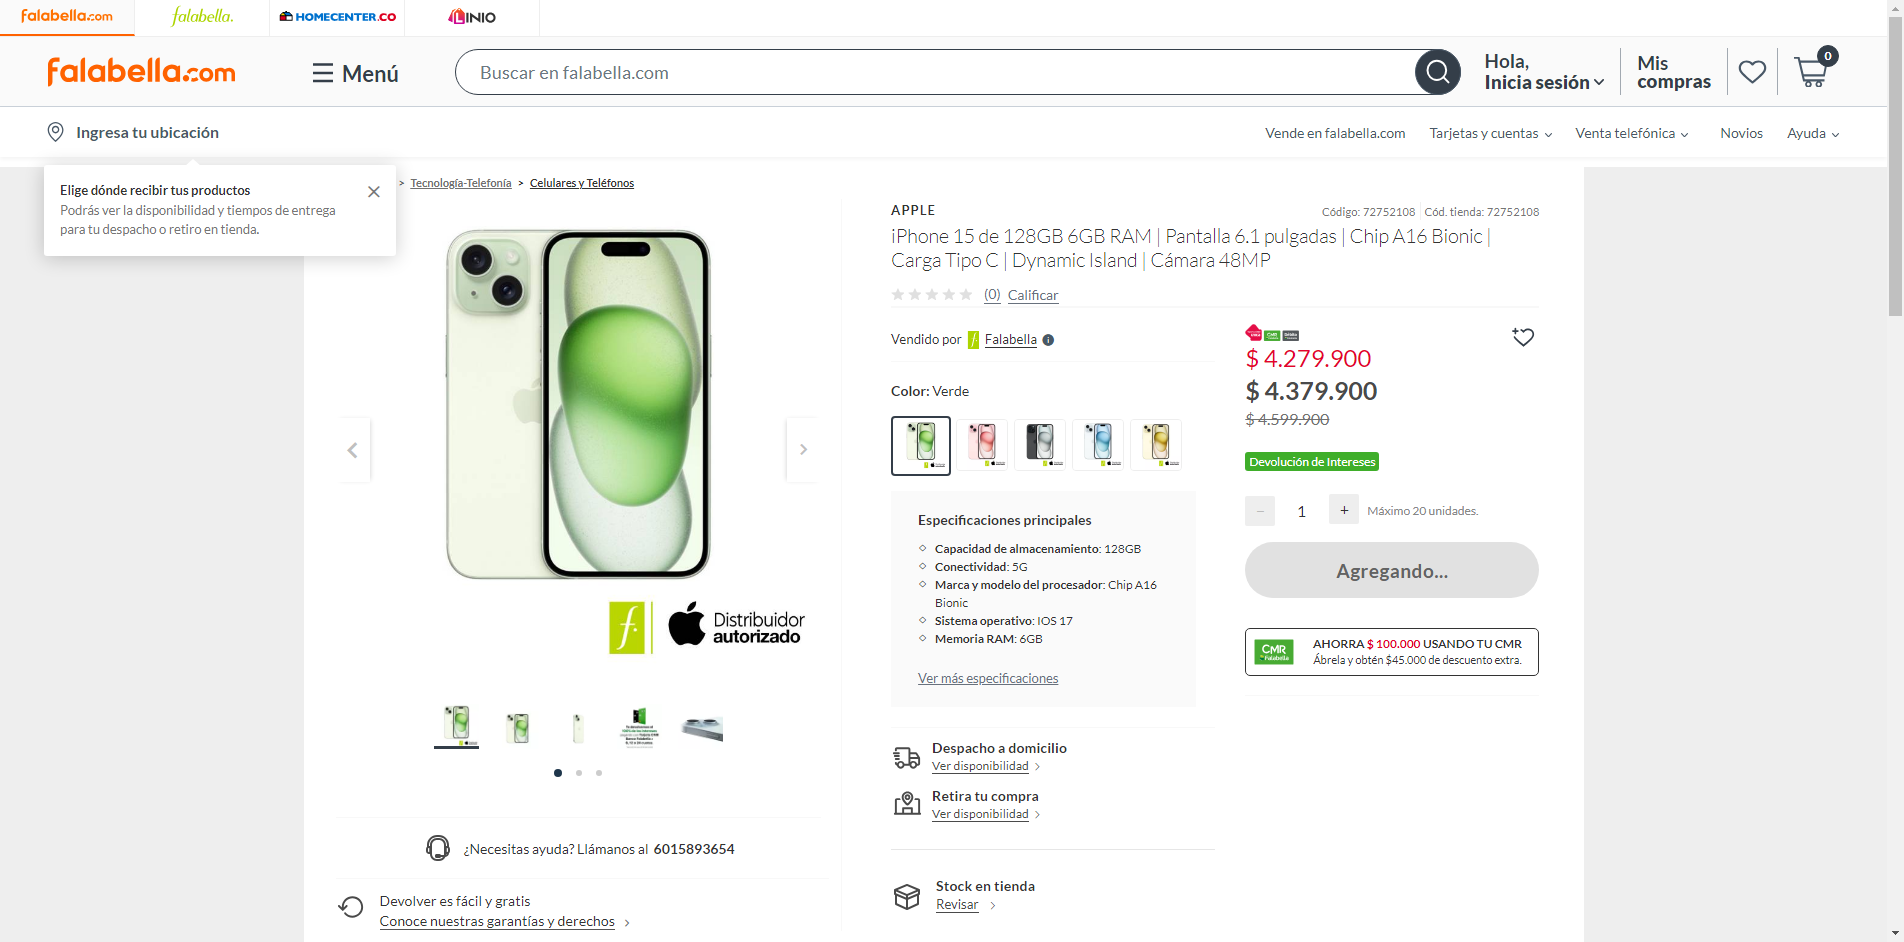 falabella.com
falabella.
HOMECENTER.CO
LINIO
falabella.com
Menú
Buscar en falabella.com
Hola,
Inicia sesión
Mis
compras
0
Ingresa tu ubicación
Vende en falabella.com
Tarjetas y cuentas
Venta telefónica
Novios
Ayuda
Elige dónde recibir tus productos
Podrás ver la disponibilidad y tiempos de entrega
para tu despacho o retiro en tienda.
> Tecnología-Telefonía > Celulares y Teléfonos
APPLE
Código: 72752108
Cód. tienda: 72752108
iPhone 15 de 128GB 6GB RAM | Pantalla 6.1 pulgadas | Chip A16 Bionic |
Carga Tipo C | Dynamic Island | Cámara 48MP
(0) Calificar
Vendido por f. Falabella
Color: Verde
CMR
$ 4.279.900
$ 4.379.900
$ 4.599.900
Devolución de Intereses
− 1 + Máximo 20 unidades.
Agregando...
CMR
Falabella
AHORRA $ 100.000 USANDO TU CMR
Ábrela y obtén $45.000 de descuento extra.
Especificaciones principales
Capacidad de almacenamiento: 128GB
Conectividad: 5G
Marca y modelo del procesador: Chip A16
Bionic
Sistema operativo: IOS 17
Memoria RAM: 6GB
Ver más especificaciones
f.
Distribuidor
autorizado
Despacho a domicilio
Ver disponibilidad
Retira tu compra
Ver disponibilidad
Stock en tienda
Revisar
¿Necesitas ayuda? Llámanos al 6015893654
Devolver es fácil y gratis
Conoce nuestras garantías y derechos